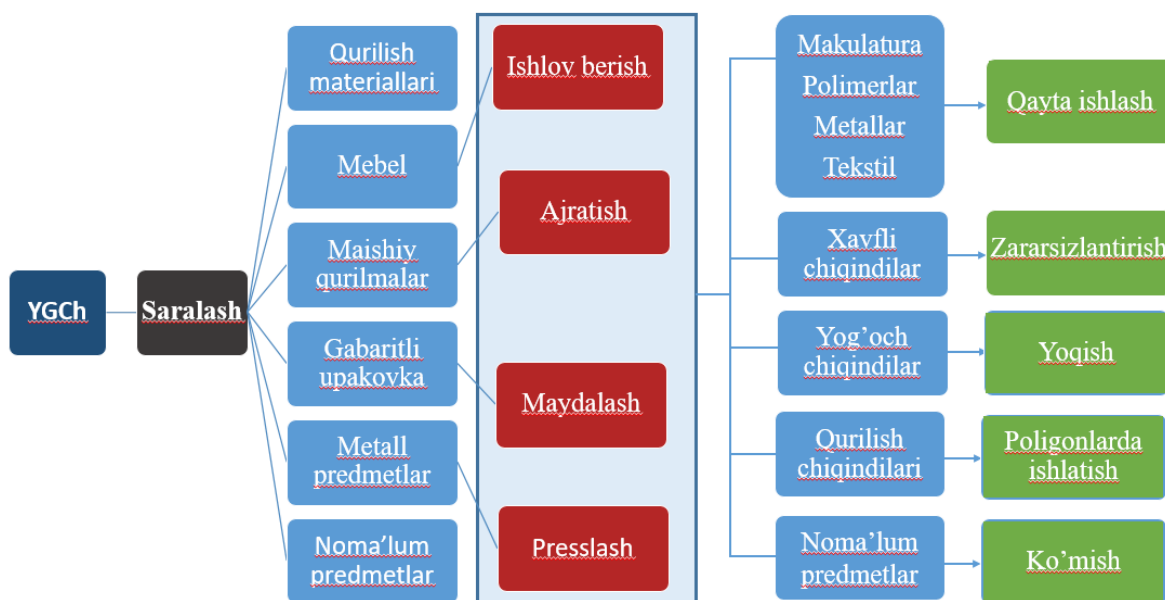 YGCh
Saralash
Qurilish
materiallari
Mebel
Maishiy
qurilmalar
Gabaritli
upakovka
Metall
predmetlar
Noma’lum
predmetlar
Ishlov berish
Ajratish
Maydalash
Presslash
Makulatura
Polimerlar
Metallar
Tekstil
Xavfli
chiqindilar
Yog’och
chiqindilar
Qurilish
chiqindilari
Noma’lum
predmetlar
Qayta ishlash
Zararsizlantirish
Yoqish
Poligonlarda
ishlatish
Ko’mish